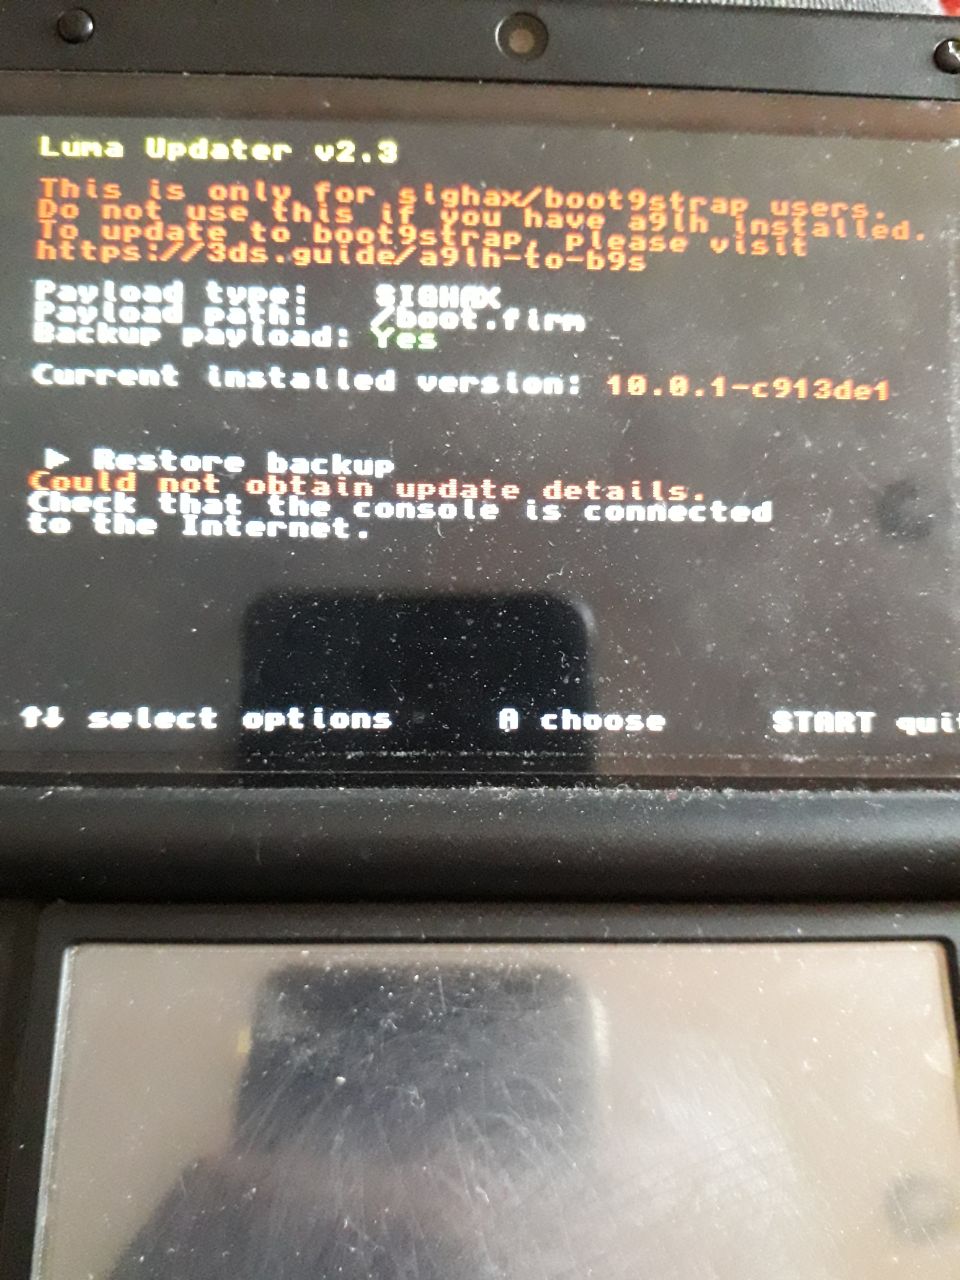 Luma Updater v2.3
This is only for sighax/boot9strap users.
Do not use this if you have a9lh installed.
To update to boot9strap, please visit
https://3ds.guide/a9lh-to-b9s
Payload type: SIGHAX
Payload path: /boot.firm
Backup payload: Yes
Current installed version: 10.0.1-c913de1
► Restore backup
Could not obtain update details.
Check that the console is connected
to the Internet.
↑↓ select options A choose START quit